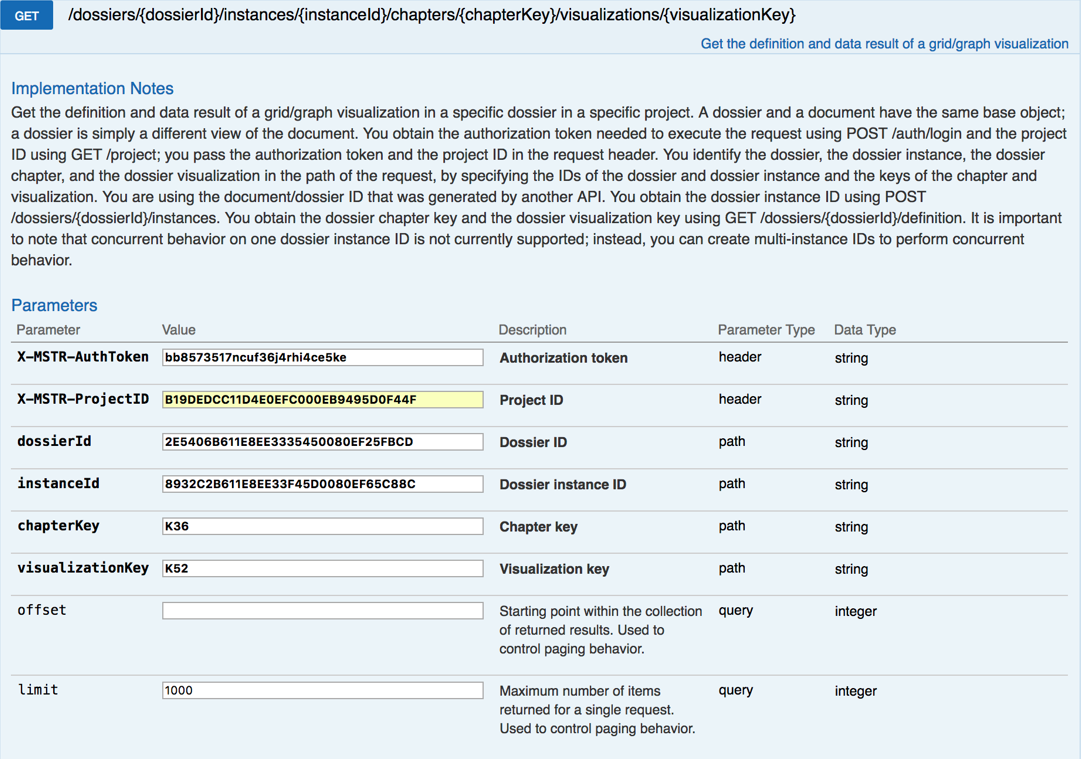 GET /dossiers/{dossierId}/instances/{instanceId}/chapters/{chapterKey}/visualizations/{visualizationKey}
Get the definition and data result of a grid/graph visualization
Implementation Notes
Get the definition and data result of a grid/graph visualization in a specific dossier in a specific project. A dossier and a document have the same base object;
a dossier is simply a different view of the document. You obtain the authorization token needed to execute the request using POST /auth/login and the project
ID using GET /project; you pass the authorization token and the project ID in the request header. You identify the dossier, the dossier instance, the dossier
chapter, and the dossier visualization in the path of the request, by specifying the IDs of the dossier and dossier instance and the keys of the chapter and
visualization. You are using the document/dossier ID that was generated by another API. You obtain the dossier instance ID using POST
/dossiers/{dossierId}/instances. You obtain the dossier chapter key and the dossier visualization key using GET /dossiers/{dossierId}/definition. It is important
to note that concurrent behavior on one dossier instance ID is not currently supported; instead, you can create multi-instance IDs to perform concurrent
behavior.
Parameters
Parameter Value Description Parameter Type Data Type
X-MSTR-AuthToken bb8573517ncuf36j4rhi4ce5ke Authorization token header string
X-MSTR-ProjectID B19DEDCC11D4E0EFC000EB9495D0F44F Project ID header string
dossierId 2E5406B611E8EE3335450080EF25FBCD Dossier ID path string
instanceId 8932C2B611E8EE33F45D0080EF65C88C Dossier instance ID path string
chapterKey K36 Chapter key path string
visualizationKey K52 Visualization key path string
offset Starting point within the collection query integer
of returned results. Used to
control paging behavior.
limit 1000 Maximum number of items query integer
returned for a single request.
Used to control paging behavior.